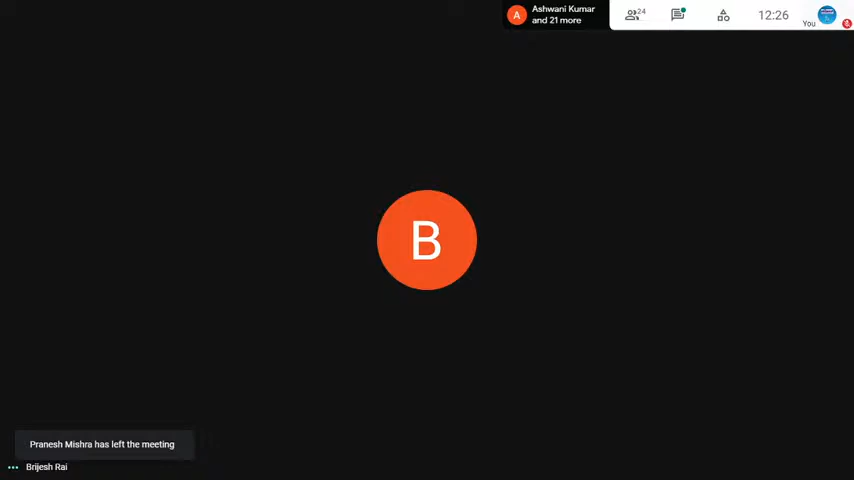 A
Ashwani Kumar
and 21 more
24
12:26
You
B
Pranesh Mishra has left the meeting
Brijesh Rai